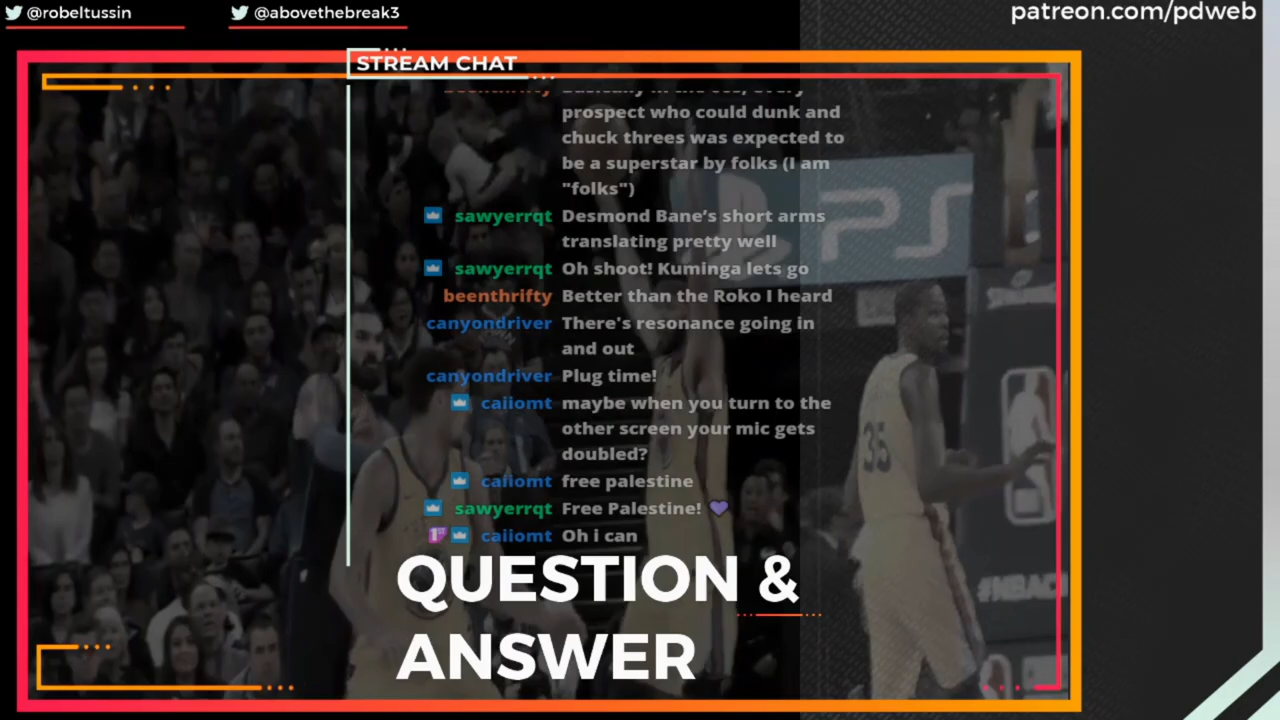 @robeltussin
@abovethebreak3
patreon.com/pdweb
STREAM CHAT
prospect who could dunk and
chuck threes was expected to
be a superstar by folks (I am
"folks")
sawyerrqt Desmond Bane’s short arms
translating pretty well
sawyerrqt Oh shoot! Kuminga lets go
beenthrifty Better than the Roko I heard
canyondriver There's resonance going in
and out
canyondriver Plug time!
caiiomt maybe when you turn to the
other screen your mic gets
doubled?
caiiomt free palestine
sawyerrqt Free Palestine!
1ST caiiomt Oh i can
QUESTION &
ANSWER
PS
35